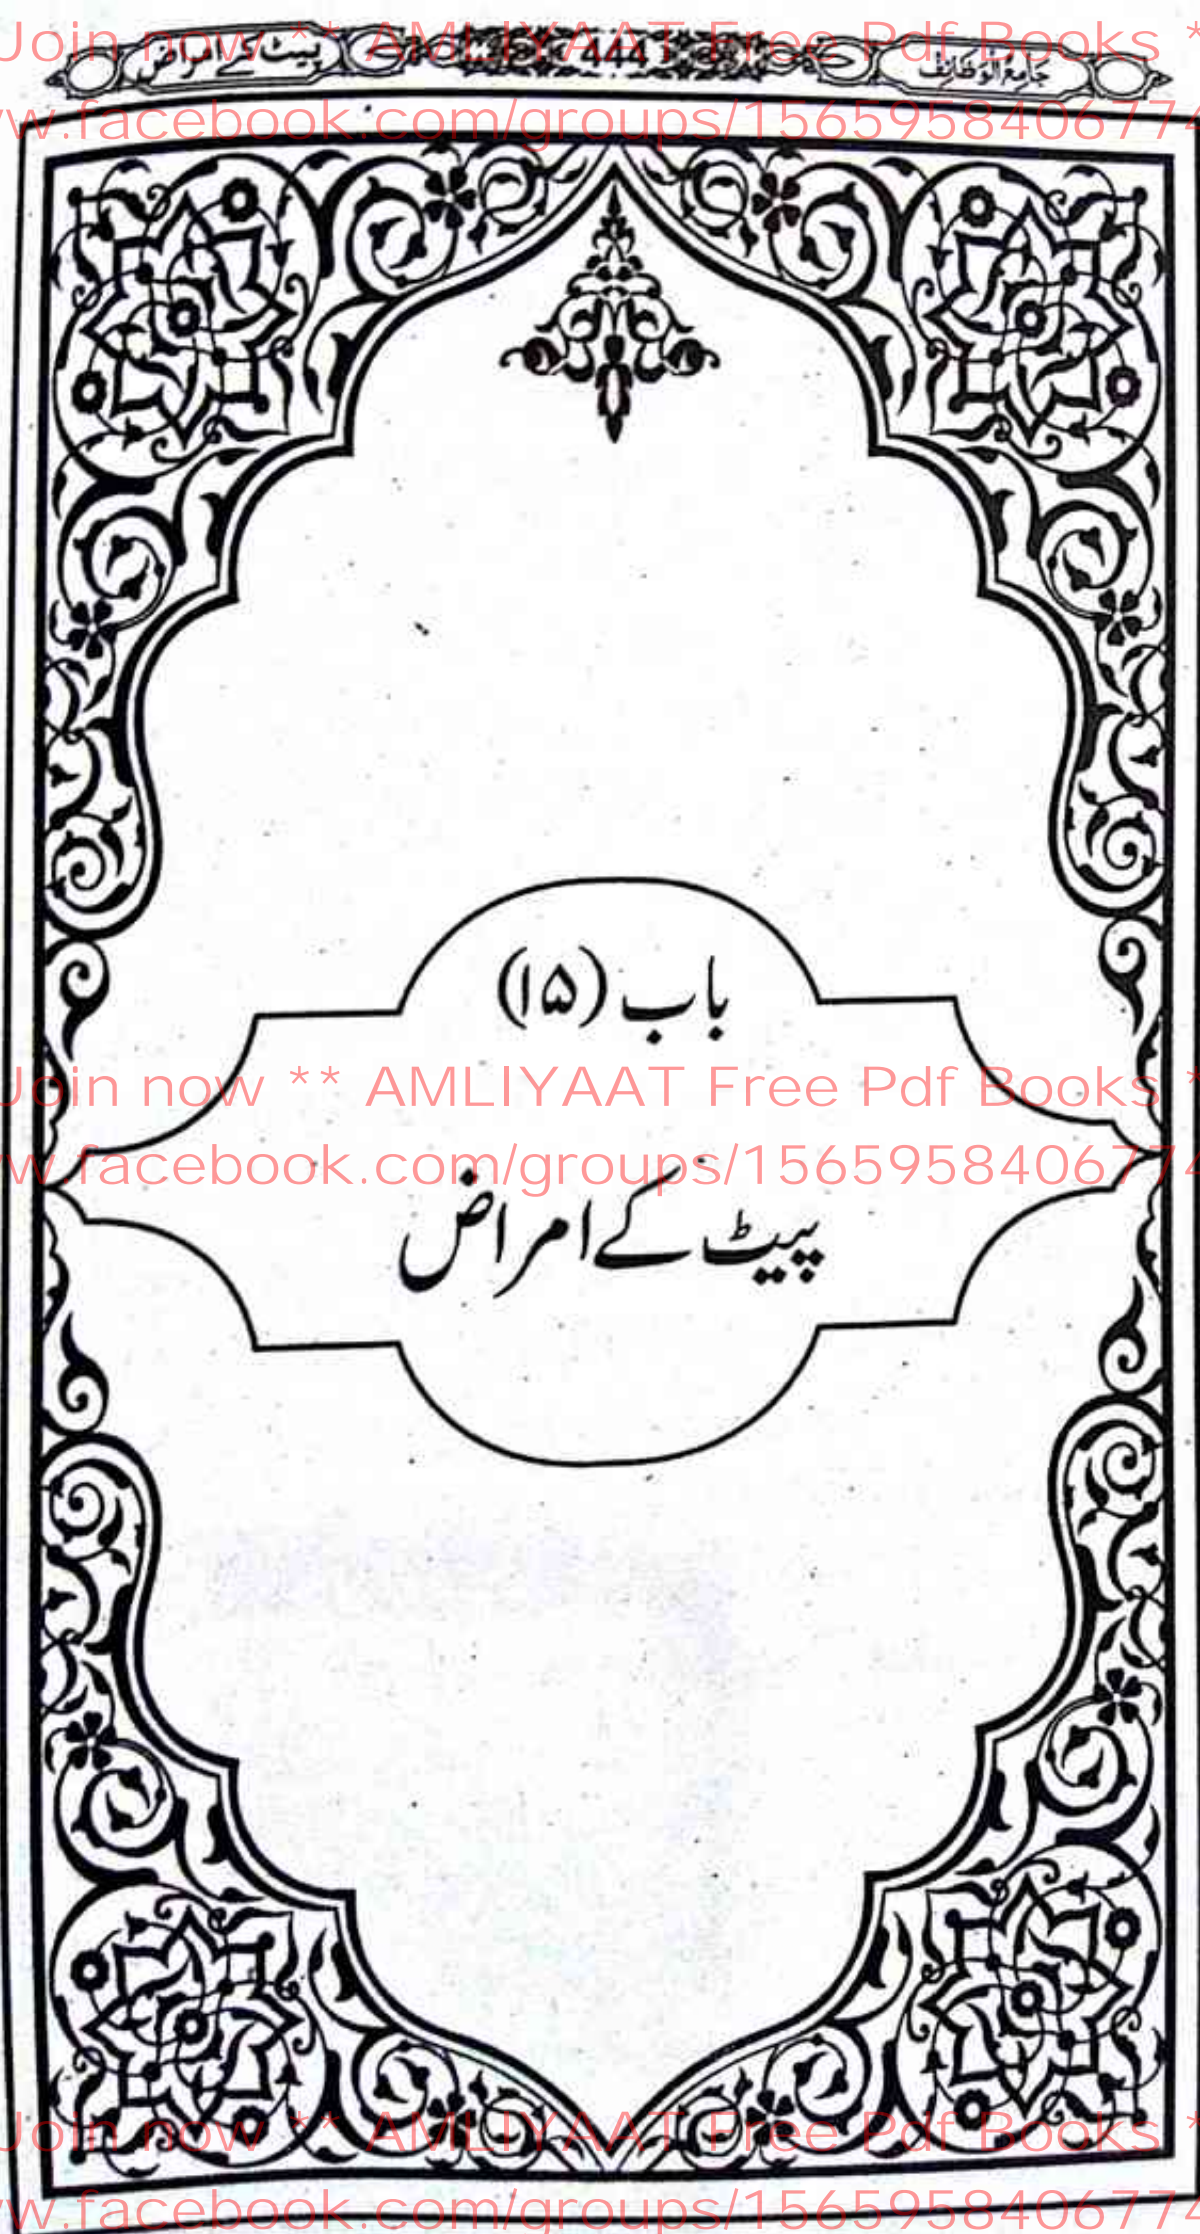 جامع الوظائف 444 پیٹ کے امراض
Join now ** AMLIYAAT Free Pdf Books *
w.facebook.com/groups/1565958406774
باب (۱۵)
Join now ** AMLIYAAT Free Pdf Books *
w.facebook.com/groups/1565958406774
پیٹ کے امراض
Join now ** AMLIYAAT Free Pdf Books *
w.facebook.com/groups/1565958406774